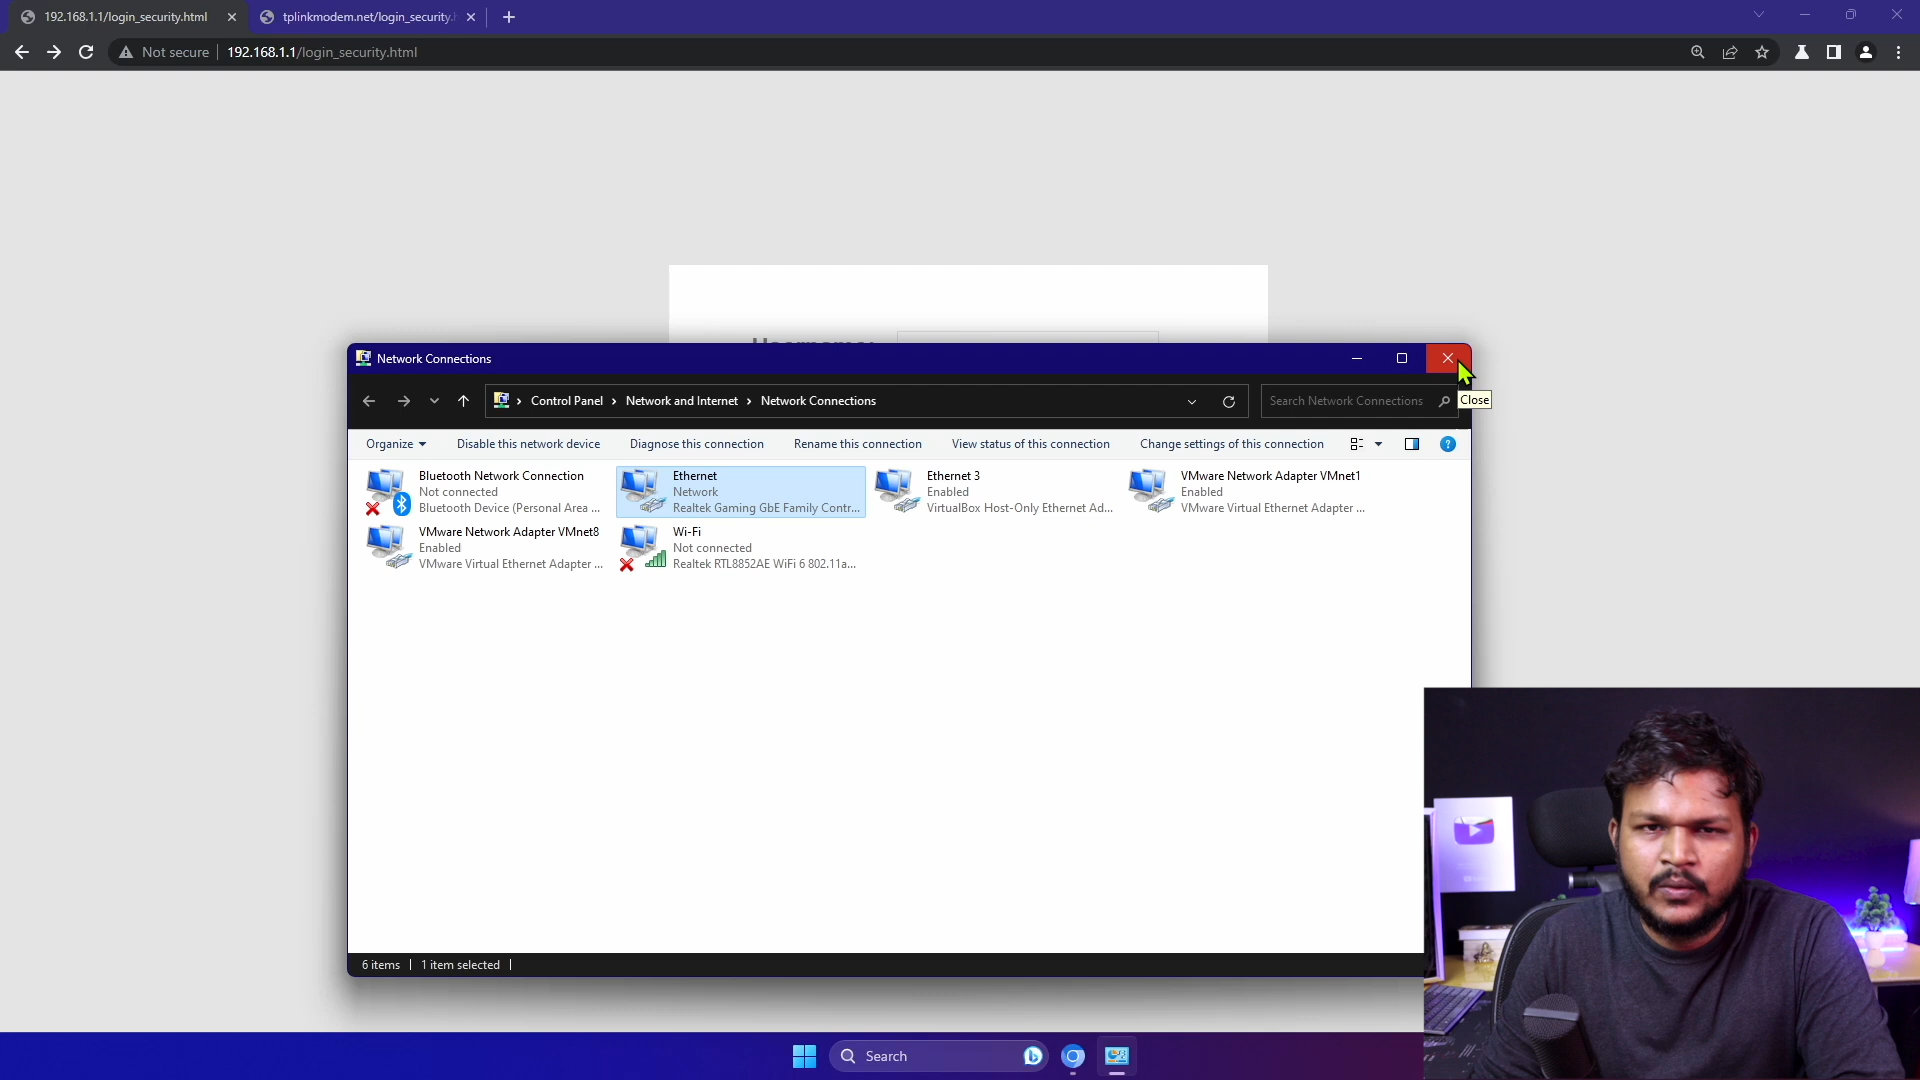 192.168.1.1/login_security.html
tplinkmodem.net/login_security.h
Not secure
192.168.1.1/login_security.html
Username:
Network Connections
Control Panel > Network and Internet > Network Connections
Search Network Connections
Close
Organize
Disable this network device
Diagnose this connection
Rename this connection
View status of this connection
Change settings of this connection
Bluetooth Network Connection
Not connected
Bluetooth Device (Personal Area ...
Ethernet
Network
Realtek Gaming GbE Family Contr...
Ethernet 3
Enabled
VirtualBox Host-Only Ethernet Ad...
VMware Network Adapter VMnet1
Enabled
VMware Virtual Ethernet Adapter ...
VMware Network Adapter VMnet8
Enabled
VMware Virtual Ethernet Adapter ...
Wi-Fi
Not connected
Realtek RTL8852AE WiFi 6 802.11a...
6 items
1 item selected
Search